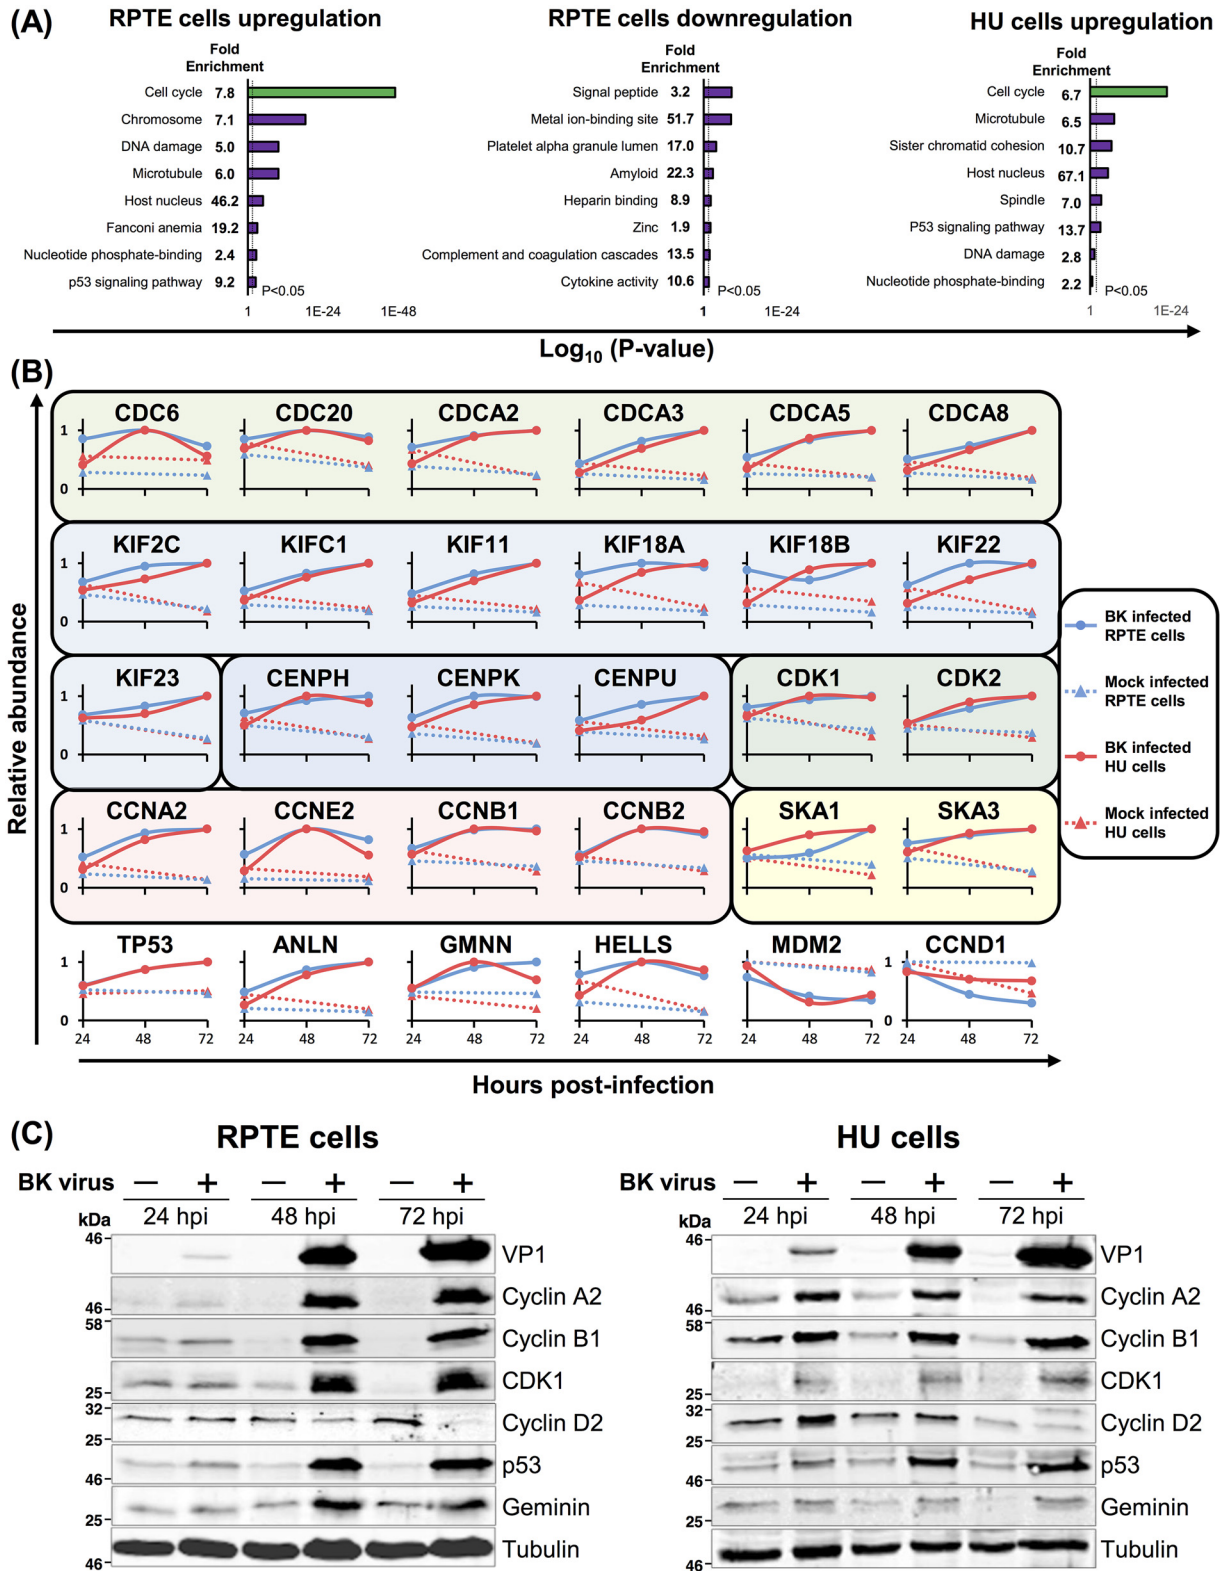 (A)
RPTE cells upregulation
RPTE cells downregulation
HU cells upregulation
Fold
Enrichment
Cell cycle 7.8
Chromosome 7.1
DNA damage 5.0
Microtubule 6.0
Host nucleus 46.2
Fanconi anemia 19.2
Nucleotide phosphate-binding 2.4
p53 signaling pathway 9.2
P<0.05
1 1E-24 1E-48
Fold
Enrichment
Signal peptide 3.2
Metal ion-binding site 51.7
Platelet alpha granule lumen 17.0
Amyloid 22.3
Heparin binding 8.9
Zinc 1.9
Complement and coagulation cascades 13.5
Cytokine activity 10.6
P<0.05
1 1E-24
Fold
Enrichment
Cell cycle 6.7
Microtubule 6.5
Sister chromatid cohesion 10.7
Host nucleus 67.1
Spindle 7.0
P53 signaling pathway 13.7
DNA damage 2.8
Nucleotide phosphate-binding 2.2
P<0.05
1 1E-24
Log10 (P-value)
(B)
Relative abundance
CDC6 CDC20 CDCA2 CDCA3 CDCA5 CDCA8
1
0
KIF2C KIFC1 KIF11 KIF18A KIF18B KIF22
1
0
KIF23 CENPH CENPK CENPU CDK1 CDK2
1
0
CCNA2 CCNE2 CCNB1 CCNB2 SKA1 SKA3
1
0
TP53 ANLN GMNN HELLS MDM2 CCND1
1 1
0 0
24 48 72 24 48 72 24 48 72 24 48 72 24 48 72 24 48 72
Hours post-infection
BK infected
RPTE cells
Mock infected
RPTE cells
BK infected
HU cells
Mock infected
HU cells
(C)
RPTE cells
BK virus — + — + — +
kDa 24 hpi 48 hpi 72 hpi
46 VP1
46 Cyclin A2
58 Cyclin B1
25 CDK1
32 Cyclin D2
25
46 p53
25 Geminin
46 Tubulin
HU cells
BK virus — + — + — +
kDa 24 hpi 48 hpi 72 hpi
46 VP1
46 Cyclin A2
58 Cyclin B1
25 CDK1
32 Cyclin D2
25
46 p53
25 Geminin
46 Tubulin